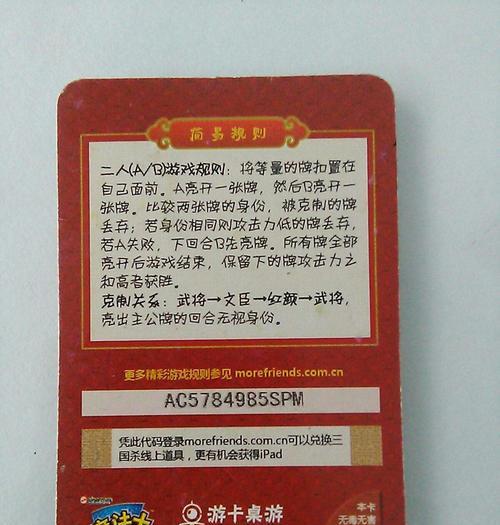 简易规则
二人(A/B)游戏规则：将等量的牌扣置在
自己面前。A亮开一张牌，然后B亮开一
张牌。比较两张牌的身份，被克制的牌
丢弃；若身份相同则攻击力低的牌丢弃，
若A失败，下回合B先亮牌。所有牌全部
亮开后游戏结束，保留下的牌攻击力之
和高者获胜。
克制关系：武将→文臣→红颜→武将，
亮出主公牌的回合无视身份。
更多精彩游戏规则参见 morefriends.com.cn
AC5784985SPM
凭此代码登录morefriends.com.cn可以兑换三
国杀线上道具，更有机会获得iPad
游卡桌游
本卡
无毒无